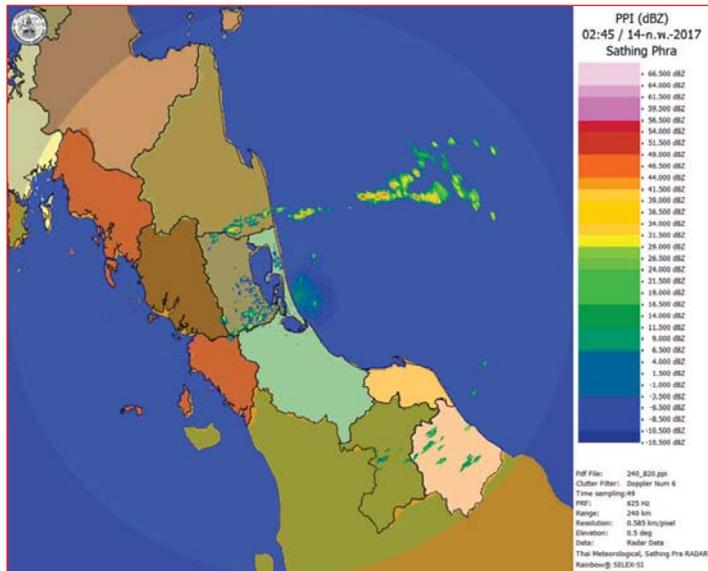 PPI (dBZ)
02:45 / 14-ก.พ.-2017
Sathing Phra
66.500 dBZ
64.000 dBZ
61.500 dBZ
59.500 dBZ
56.500 dBZ
54.000 dBZ
51.500 dBZ
49.000 dBZ
46.500 dBZ
44.000 dBZ
41.500 dBZ
39.000 dBZ
36.500 dBZ
34.000 dBZ
31.500 dBZ
29.000 dBZ
26.500 dBZ
24.000 dBZ
21.500 dBZ
19.000 dBZ
16.500 dBZ
14.000 dBZ
11.500 dBZ
9.000 dBZ
6.500 dBZ
4.000 dBZ
1.500 dBZ
-1.000 dBZ
-3.500 dBZ
-6.500 dBZ
-8.500 dBZ
-10.500 dBZ
-10.500 dBZ
Pdf File: 240_820.ppi
Clutter Filter: Doppler Num 6
Time sampling:49
PRF: 625 Hz
Range: 240 km
Resolution: 0.585 km/pixel
Elevation: 0.5 deg
Data: Radar Data
Thai Meteorological, Sathing Pra RADAR
Rainbow® SELEX-SI